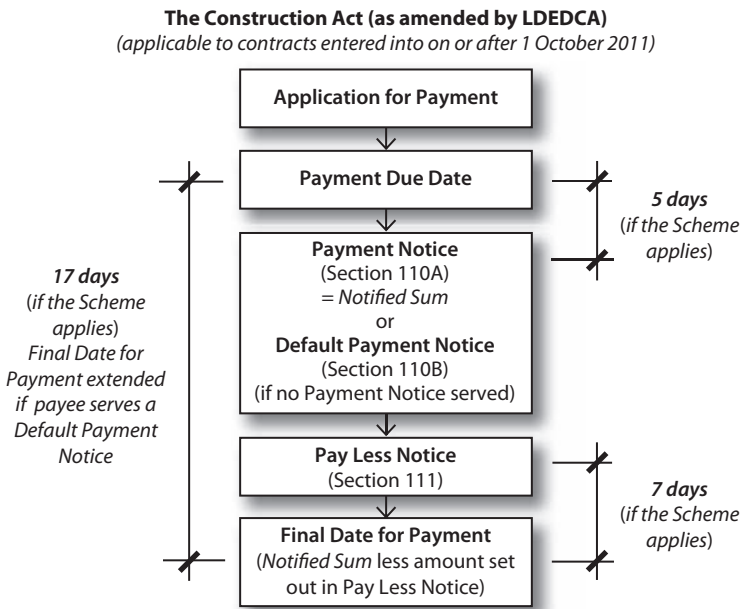 The Construction Act (as amended by LDEDCA)
(applicable to contracts entered into on or after 1 October 2011)
Application for Payment
Payment Due Date
Payment Notice
(Section 110A)
= Notified Sum
or
Default Payment Notice
(Section 110B)
(if no Payment Notice served)
Pay Less Notice
(Section 111)
Final Date for Payment
(Notified Sum less amount set
out in Pay Less Notice)
17 days
(if the Scheme
applies)
Final Date for
Payment extended
if payee serves a
Default Payment
Notice
5 days
(if the Scheme
applies)
7 days
(if the Scheme
applies)